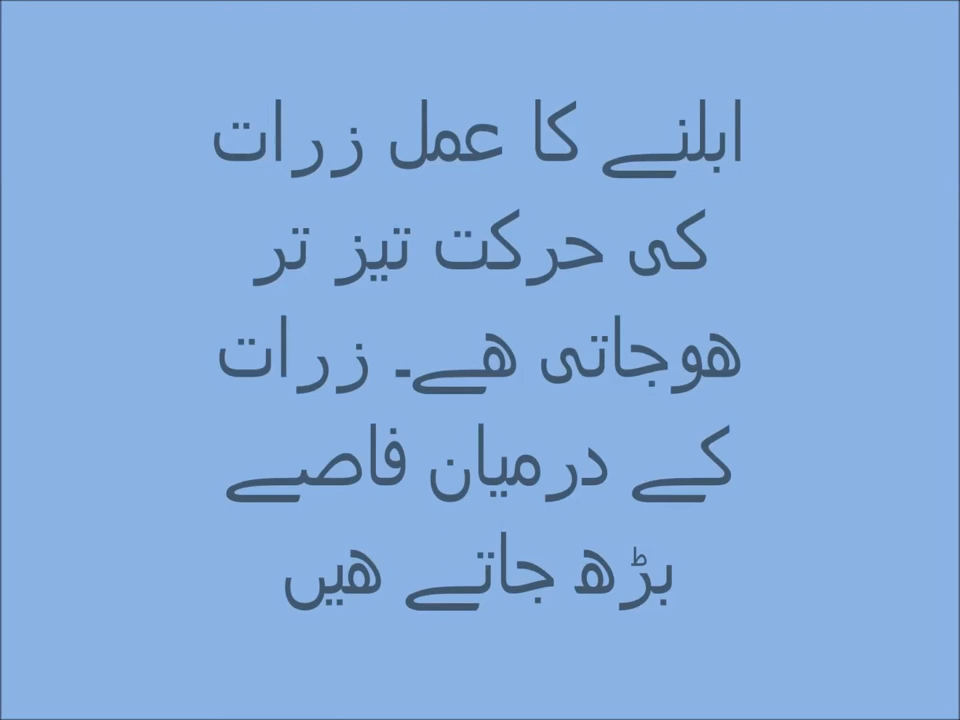 ابلنے کا عمل زرات
کی حرکت تیز تر
ھوجاتی ھے۔ زرات
کے درمیان فاصے
بڑھ جاتے ھیں